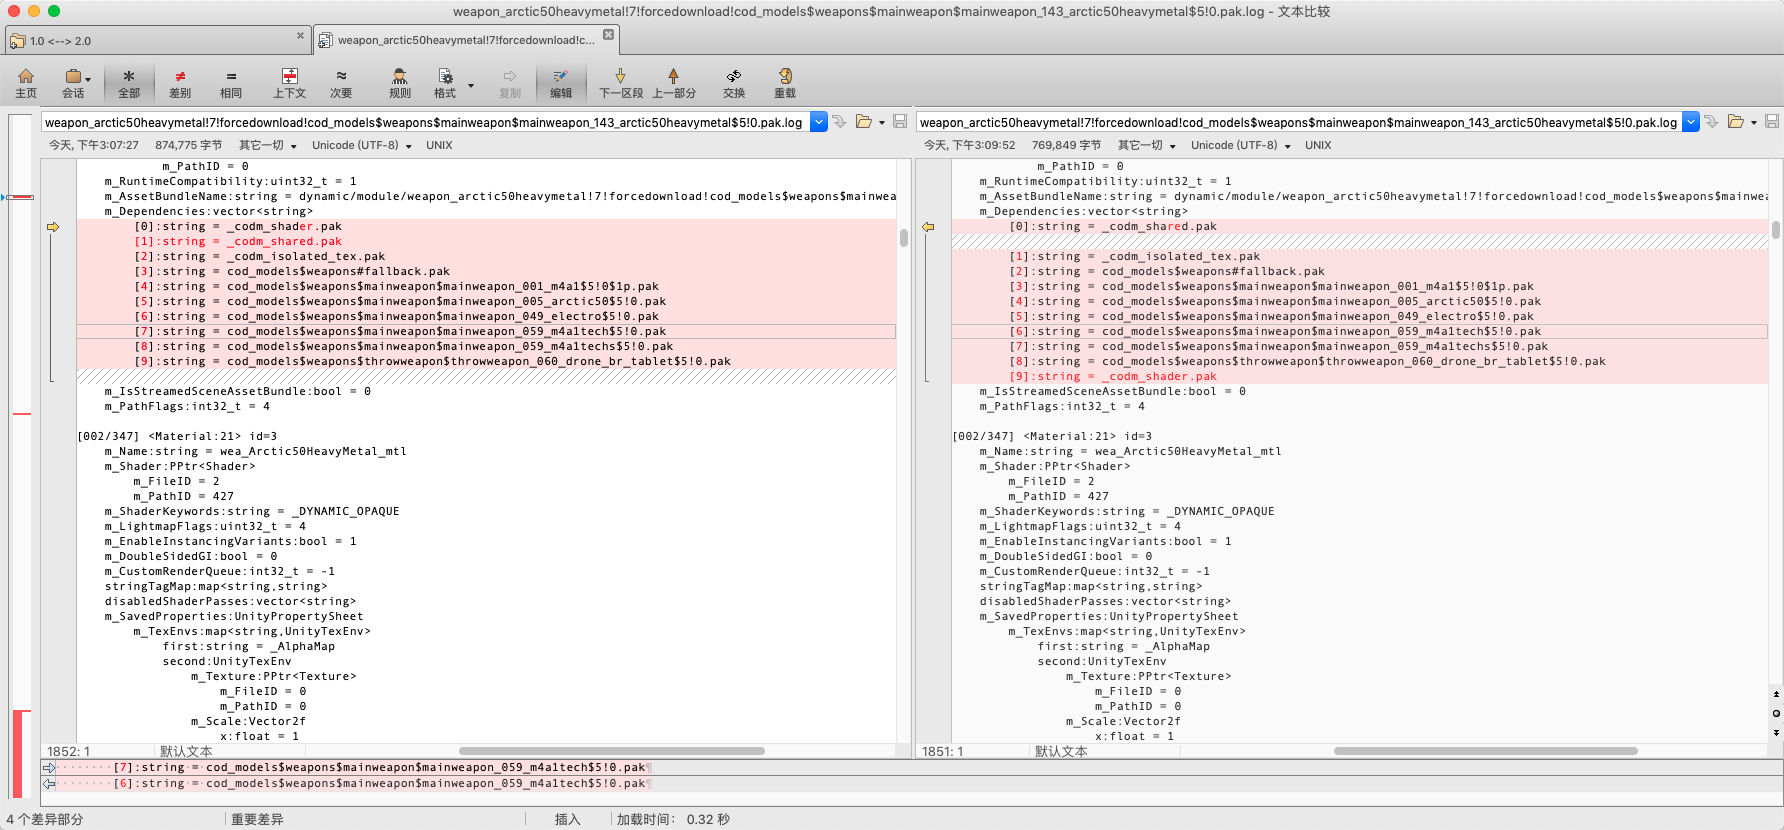 weapon_arctic50heavymetal!7!forcedownload!cod_models$weapons$mainweapon$mainweapon_143_arctic50heavymetal$5!0.pak.log - 文本比较
1.0 <--> 2.0
weapon_arctic50heavymetal!7!forcedownload!c...
主页 会话 全部 差别 相同 上下文 次要 规则 格式 复制 编辑 下一区段 上一部分 交换 重载
weapon_arctic50heavymetal!7!forcedownload!cod_models$weapons$mainweapon$mainweapon_143_arctic50heavymetal$5!0.pak.log
今天, 下午3:07:27 874,775 字节 其它一切 Unicode (UTF-8) UNIX
m_PathID = 0
m_RuntimeCompatibility:uint32_t = 1
m_AssetBundleName:string = dynamic/module/weapon_arctic50heavymetal!7!forcedownload!cod_models$weapons$mainwea
m_Dependencies:vector<string>
[0]:string = _codm_shader.pak
[1]:string = _codm_shared.pak
[2]:string = _codm_isolated_tex.pak
[3]:string = cod_models$weapons#fallback.pak
[4]:string = cod_models$weapons$mainweapon$mainweapon_001_m4a1$5!0$1p.pak
[5]:string = cod_models$weapons$mainweapon$mainweapon_005_arctic50$5!0.pak
[6]:string = cod_models$weapons$mainweapon$mainweapon_049_electro$5!0.pak
[7]:string = cod_models$weapons$mainweapon$mainweapon_059_m4a1tech$5!0.pak
[8]:string = cod_models$weapons$mainweapon$mainweapon_059_m4a1techs$5!0.pak
[9]:string = cod_models$weapons$throwweapon$throwweapon_060_drone_br_tablet$5!0.pak
m_IsStreamedSceneAssetBundle:bool = 0
m_PathFlags:int32_t = 4
[002/347] <Material:21> id=3
m_Name:string = wea_Arctic50HeavyMetal_mtl
m_Shader:PPtr<Shader>
m_FileID = 2
m_PathID = 427
m_ShaderKeywords:string = _DYNAMIC_OPAQUE
m_LightmapFlags:uint32_t = 4
m_EnableInstancingVariants:bool = 1
m_DoubleSidedGI:bool = 0
m_CustomRenderQueue:int32_t = -1
stringTagMap:map<string,string>
disabledShaderPasses:vector<string>
m_SavedProperties:UnityPropertySheet
m_TexEnvs:map<string,UnityTexEnv>
first:string = _AlphaMap
second:UnityTexEnv
m_Texture:PPtr<Texture>
m_FileID = 0
m_PathID = 0
m_Scale:Vector2f
x:float = 1
1852: 1 默认文本
weapon_arctic50heavymetal!7!forcedownload!cod_models$weapons$mainweapon$mainweapon_143_arctic50heavymetal$5!0.pak.log
今天, 下午3:09:52 769,849 字节 其它一切 Unicode (UTF-8) UNIX
m_PathID = 0
m_RuntimeCompatibility:uint32_t = 1
m_AssetBundleName:string = dynamic/module/weapon_arctic50heavymetal!7!forcedownload!cod_models$weapons$mainwea
m_Dependencies:vector<string>
[0]:string = _codm_shared.pak
[1]:string = _codm_isolated_tex.pak
[2]:string = cod_models$weapons#fallback.pak
[3]:string = cod_models$weapons$mainweapon$mainweapon_001_m4a1$5!0$1p.pak
[4]:string = cod_models$weapons$mainweapon$mainweapon_005_arctic50$5!0.pak
[5]:string = cod_models$weapons$mainweapon$mainweapon_049_electro$5!0.pak
[6]:string = cod_models$weapons$mainweapon$mainweapon_059_m4a1tech$5!0.pak
[7]:string = cod_models$weapons$mainweapon$mainweapon_059_m4a1techs$5!0.pak
[8]:string = cod_models$weapons$throwweapon$throwweapon_060_drone_br_tablet$5!0.pak
[9]:string = _codm_shader.pak
m_IsStreamedSceneAssetBundle:bool = 0
m_PathFlags:int32_t = 4
[002/347] <Material:21> id=3
m_Name:string = wea_Arctic50HeavyMetal_mtl
m_Shader:PPtr<Shader>
m_FileID = 2
m_PathID = 427
m_ShaderKeywords:string = _DYNAMIC_OPAQUE
m_LightmapFlags:uint32_t = 4
m_EnableInstancingVariants:bool = 1
m_DoubleSidedGI:bool = 0
m_CustomRenderQueue:int32_t = -1
stringTagMap:map<string,string>
disabledShaderPasses:vector<string>
m_SavedProperties:UnityPropertySheet
m_TexEnvs:map<string,UnityTexEnv>
first:string = _AlphaMap
second:UnityTexEnv
m_Texture:PPtr<Texture>
m_FileID = 0
m_PathID = 0
m_Scale:Vector2f
x:float = 1
1851: 1 默认文本
[7]:string = cod_models$weapons$mainweapon$mainweapon_059_m4a1tech$5!0.pak¶
[6]:string = cod_models$weapons$mainweapon$mainweapon_059_m4a1tech$5!0.pak¶
4 个差异部分 重要差异 插入 加载时间: 0.32 秒